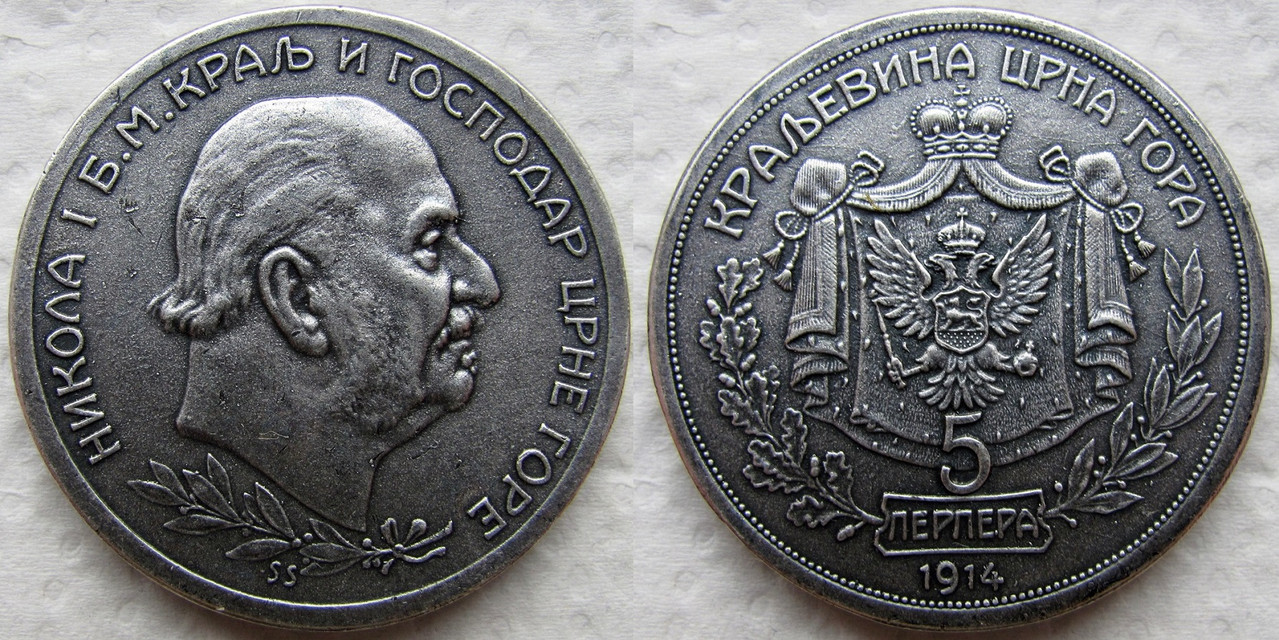 НИКОЛА I Б.М.КРАЉ И ГОСПОДАР ЦРНЕ ГОРЕ
SS
КРАЉЕВИНА ЦРНА ГОРА
5
ПЕРПЕРА
1914